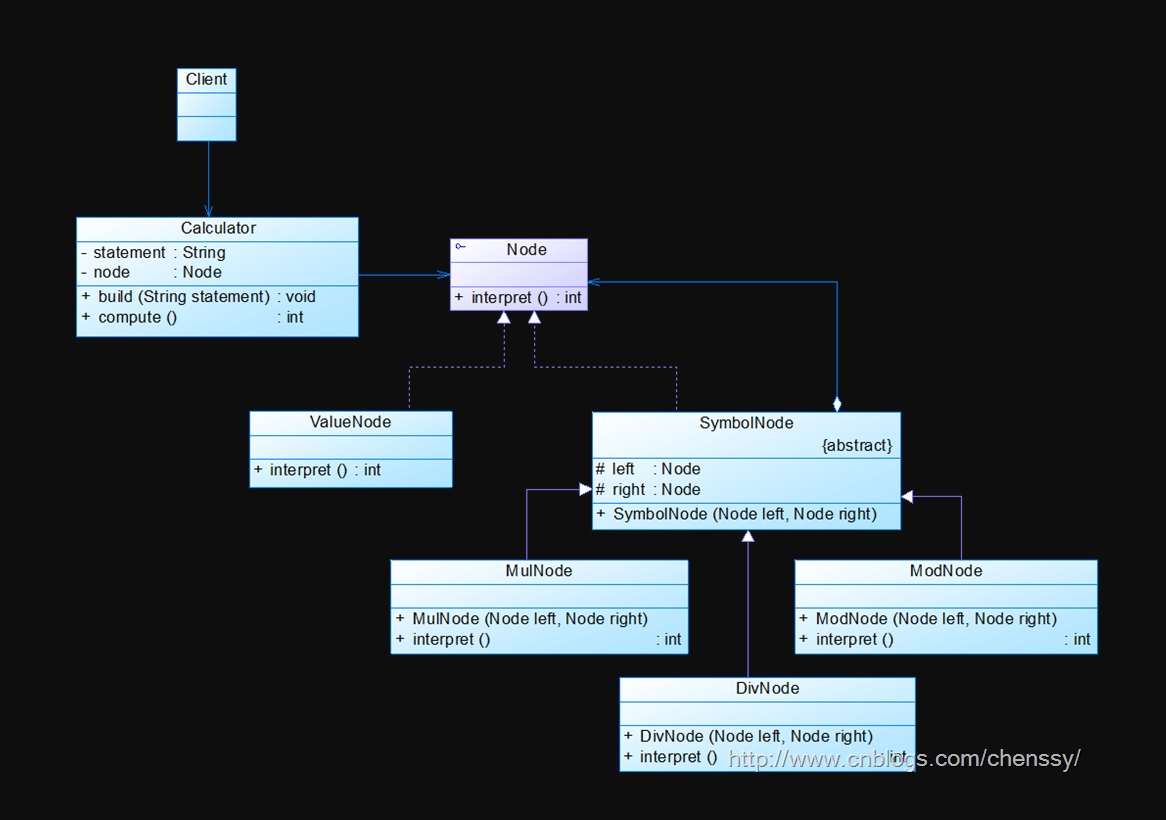 Client
Calculator
- statement : String
- node : Node
+ build (String statement) : void
+ compute () : int
Node
+ interpret () : int
ValueNode
+ interpret () : int
SymbolNode
{abstract}
# left : Node
# right : Node
+ SymbolNode (Node left, Node right)
MulNode
+ MulNode (Node left, Node right)
+ interpret () : int
ModNode
+ ModNode (Node left, Node right)
+ interpret () : int
DivNode
+ DivNode (Node left, Node right)
+ interpret () : int
http://www.cnblogs.com/chenssy/